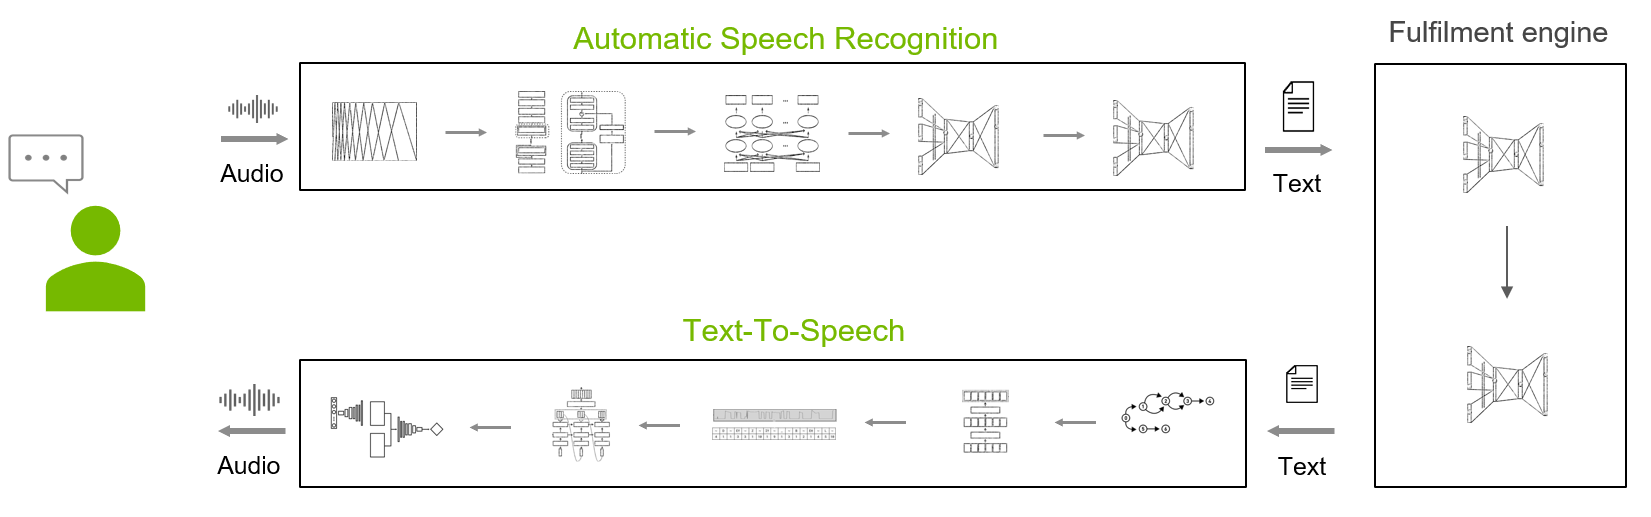 Automatic Speech Recognition
Fulfilment engine
Audio
Text
Text-To-Speech
Audio
Text